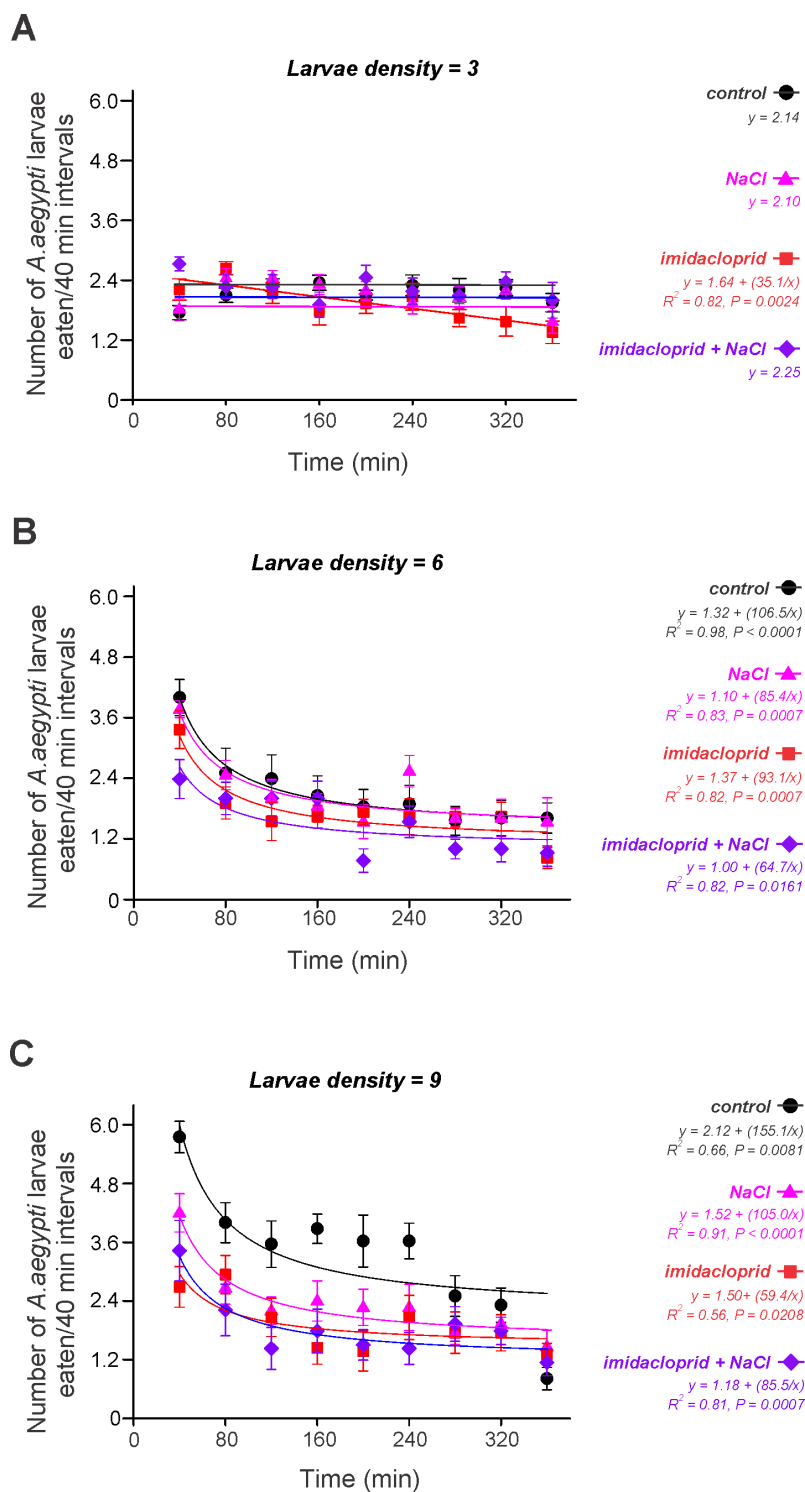 A
Larvae density = 3
Number of A.aegypti larvae
eaten/40 min intervals
6.0
4.8
3.6
2.4
1.2
0
0
80
160
240
320
Time (min)
control
y = 2.14
NaCl
y = 2.10
imidacloprid
y = 1.64 + (35.1/x)
R² = 0.82, P = 0.0024
imidacloprid + NaCl
y = 2.25
B
Larvae density = 6
Number of A.aegypti larvae
eaten/40 min intervals
6.0
4.8
3.6
2.4
1.2
0
0
80
160
240
320
Time (min)
control
y = 1.32 + (106.5/x)
R² = 0.98, P < 0.0001
NaCl
y = 1.10 + (85.4/x)
R² = 0.83, P = 0.0007
imidacloprid
y = 1.37 + (93.1/x)
R² = 0.82, P = 0.0007
imidacloprid + NaCl
y = 1.00 + (64.7/x)
R² = 0.82, P = 0.0161
C
Larvae density = 9
Number of A.aegypti larvae
eaten/40 min intervals
6.0
4.8
3.6
2.4
1.2
0
0
80
160
240
320
Time (min)
control
y = 2.12 + (155.1/x)
R² = 0.66, P = 0.0081
NaCl
y = 1.52 + (105.0/x)
R² = 0.91, P < 0.0001
imidacloprid
y = 1.50+ (59.4/x)
R² = 0.56, P = 0.0208
imidacloprid + NaCl
y = 1.18 + (85.5/x)
R² = 0.81, P = 0.0007